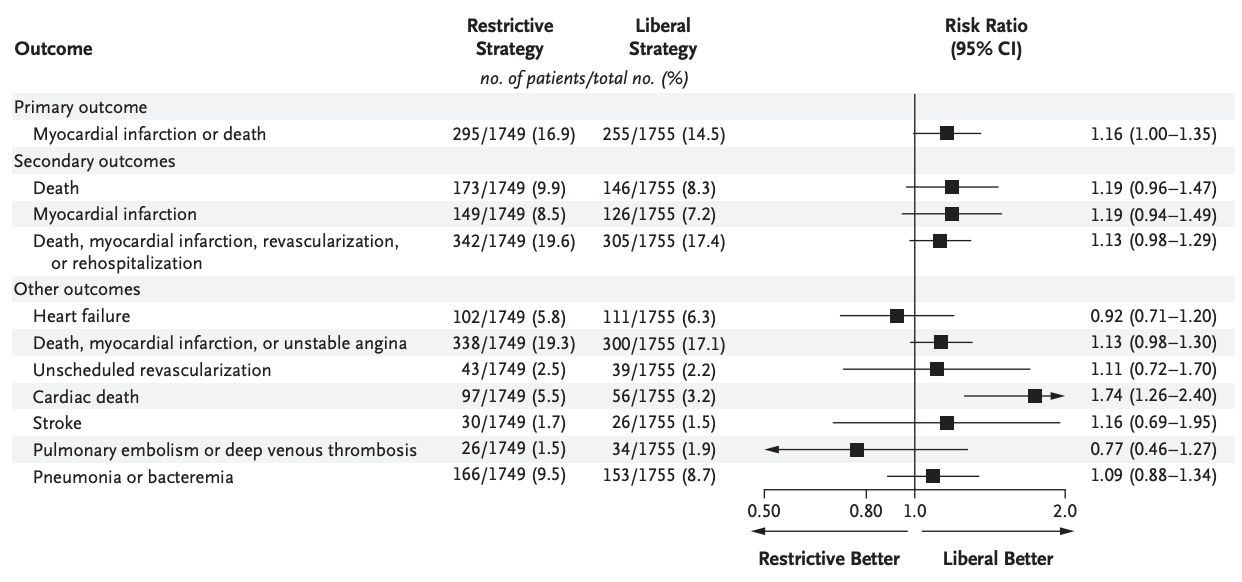 Outcome Restrictive Strategy Liberal Strategy Risk Ratio (95% CI)
no. of patients/total no. (%)
Primary outcome
Myocardial infarction or death 295/1749 (16.9) 255/1755 (14.5) 1.16 (1.00–1.35)
Secondary outcomes
Death 173/1749 (9.9) 146/1755 (8.3) 1.19 (0.96–1.47)
Myocardial infarction 149/1749 (8.5) 126/1755 (7.2) 1.19 (0.94–1.49)
Death, myocardial infarction, revascularization, 342/1749 (19.6) 305/1755 (17.4) 1.13 (0.98–1.29)
or rehospitalization
Other outcomes
Heart failure 102/1749 (5.8) 111/1755 (6.3) 0.92 (0.71–1.20)
Death, myocardial infarction, or unstable angina 338/1749 (19.3) 300/1755 (17.1) 1.13 (0.98–1.30)
Unscheduled revascularization 43/1749 (2.5) 39/1755 (2.2) 1.11 (0.72–1.70)
Cardiac death 97/1749 (5.5) 56/1755 (3.2) 1.74 (1.26–2.40)
Stroke 30/1749 (1.7) 26/1755 (1.5) 1.16 (0.69–1.95)
Pulmonary embolism or deep venous thrombosis 26/1749 (1.5) 34/1755 (1.9) 0.77 (0.46–1.27)
Pneumonia or bacteremia 166/1749 (9.5) 153/1755 (8.7) 1.09 (0.88–1.34)
0.50 0.80 1.0 2.0
Restrictive Better Liberal Better